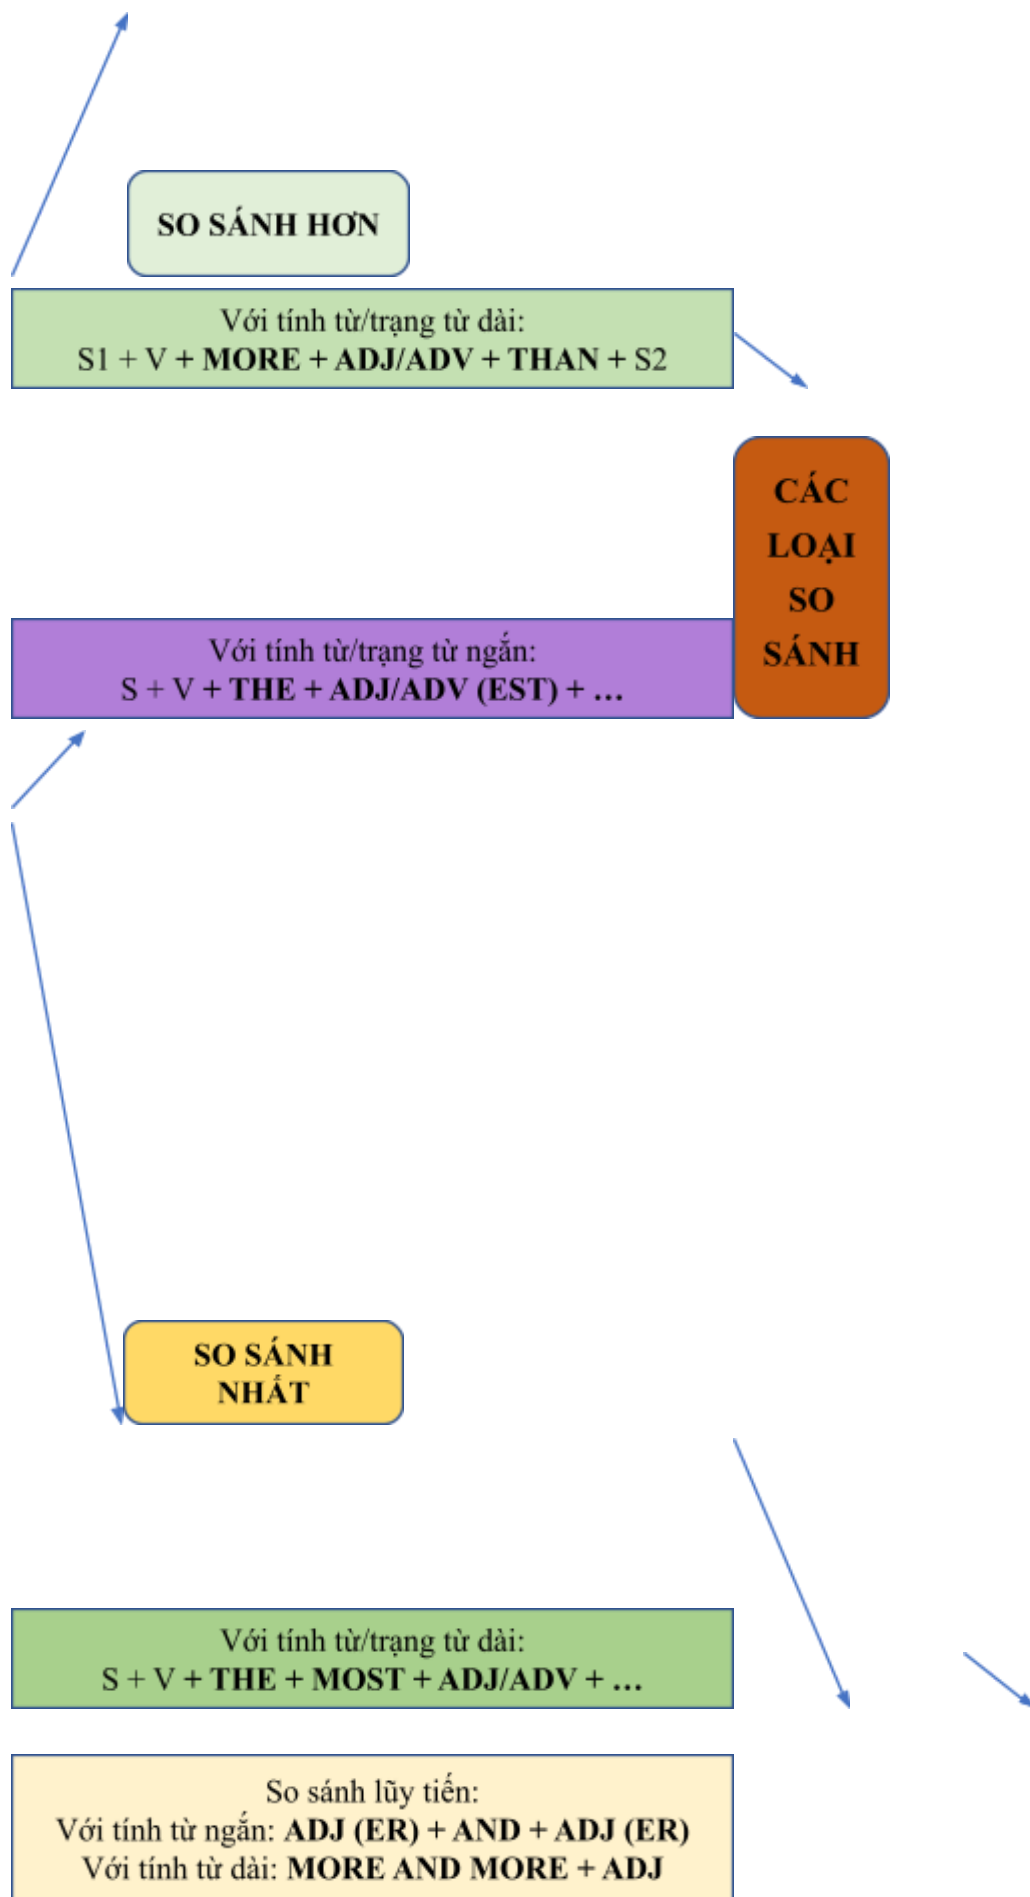 SO SÁNH HƠN
Với tính từ/trạng từ dài:
S1 + V + MORE + ADJ/ADV + THAN + S2
CÁC
LOẠI
SO
SÁNH
Với tính từ/trạng từ ngắn:
S + V + THE + ADJ/ADV (EST) + …
SO SÁNH
NHẤT
Với tính từ/trạng từ dài:
S + V + THE + MOST + ADJ/ADV + …
So sánh lũy tiến:
Với tính từ ngắn: ADJ (ER) + AND + ADJ (ER)
Với tính từ dài: MORE AND MORE + ADJ